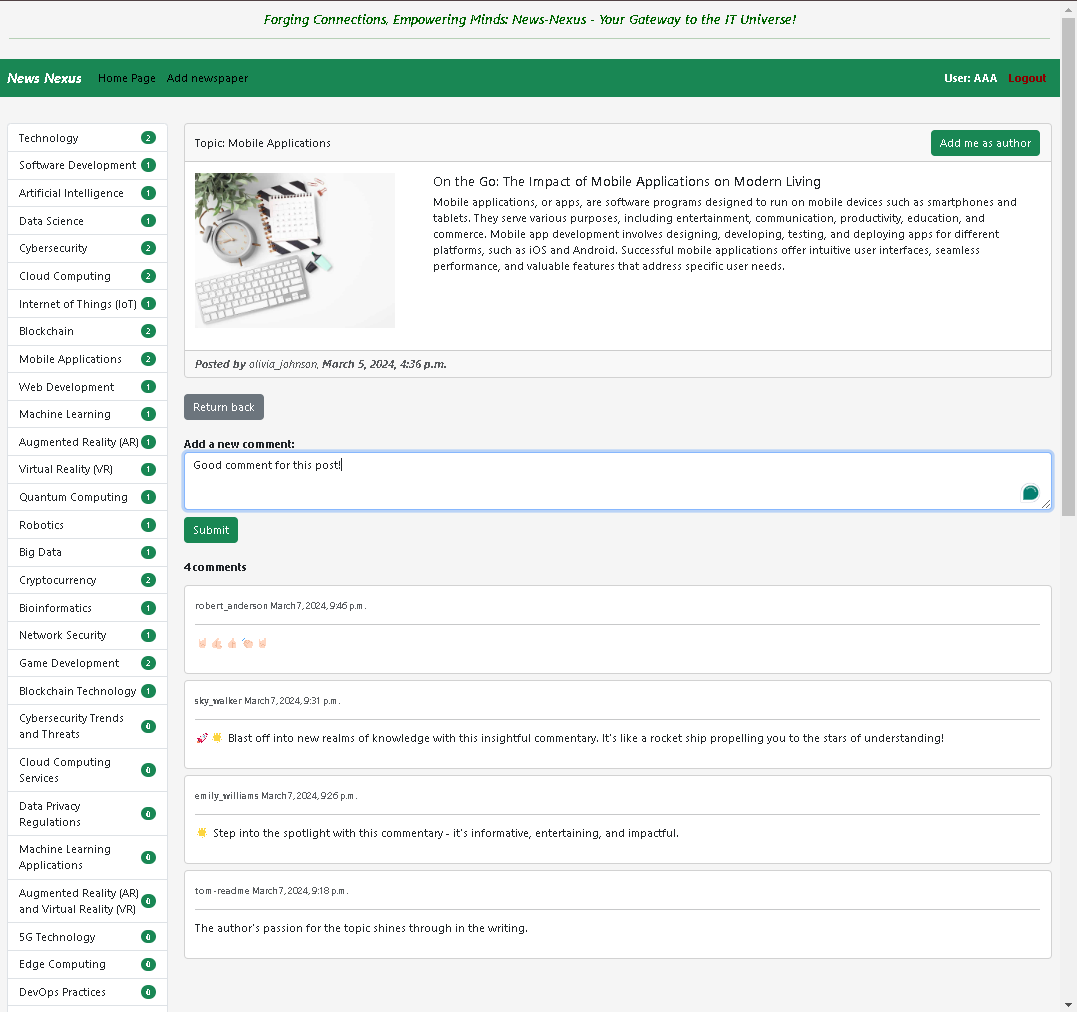 Forging Connections, Empowering Minds: News-Nexus - Your Gateway to the IT Universe!
News Nexus Home Page Add newspaper User: AAA Logout
Technology 2
Software Development 1
Artificial Intelligence 1
Data Science 1
Cybersecurity 2
Cloud Computing 2
Internet of Things (IoT) 1
Blockchain 2
Mobile Applications 2
Web Development 1
Machine Learning 1
Augmented Reality (AR) 1
Virtual Reality (VR) 1
Quantum Computing 1
Robotics 1
Big Data 1
Cryptocurrency 2
Bioinformatics 1
Network Security 1
Game Development 2
Blockchain Technology 1
Cybersecurity Trends
and Threats 0
Cloud Computing
Services 0
Data Privacy
Regulations 0
Machine Learning
Applications 0
Augmented Reality (AR)
and Virtual Reality (VR) 0
5G Technology 0
Edge Computing 0
DevOps Practices 0
Topic: Mobile Applications Add me as author
On the Go: The Impact of Mobile Applications on Modern Living
Mobile applications, or apps, are software programs designed to run on mobile devices such as smartphones and
tablets. They serve various purposes, including entertainment, communication, productivity, education, and
commerce. Mobile app development involves designing, developing, testing, and deploying apps for different
platforms, such as iOS and Android. Successful mobile applications offer intuitive user interfaces, seamless
performance, and valuable features that address specific user needs.
Posted by olivia_johnson, March 5, 2024, 4:36 p.m.
Return back
Add a new comment:
Good comment for this post!
Submit
4 comments
robert_anderson March 7, 2024, 9:46 p.m.
🤘🏻💪🏻👍🏻👏🏻🤘🏻
sky_walker March 7, 2024, 9:31 p.m.
🚀🌟 Blast off into new realms of knowledge with this insightful commentary. It's like a rocket ship propelling you to the stars of understanding!
emily_williams March 7, 2024, 9:26 p.m.
🌟 Step into the spotlight with this commentary - it's informative, entertaining, and impactful.
tom-readme March 7, 2024, 9:18 p.m.
The author's passion for the topic shines through in the writing.